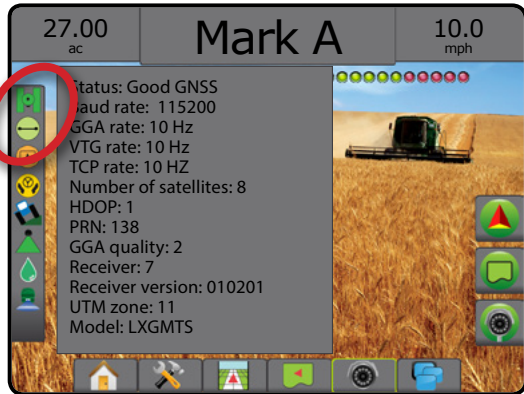 27.00
ac
Mark A
10.0
mph
Status: Good GNSS
Baud rate: 115200
GGA rate: 10 Hz
VTG rate: 10 Hz
TCP rate: 10 HZ
Number of satellites: 8
HDOP: 1
PRN: 138
GGA quality: 2
Receiver: 7
Receiver version: 010201
UTM zone: 11
Model: LXGMTS